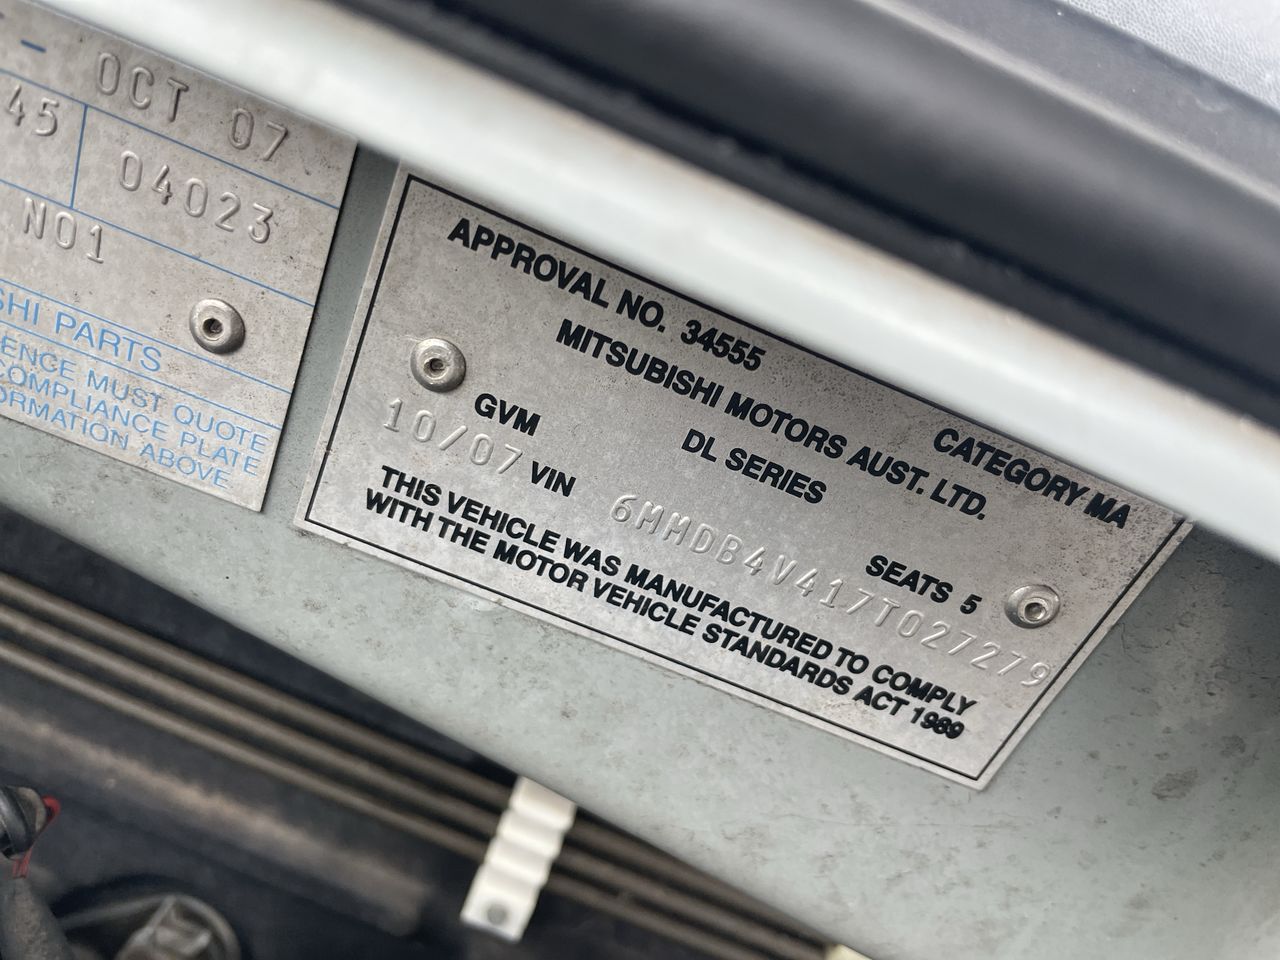 - OCT 07
45 04023
N01
SHI PARTS
ENCE MUST QUOTE
COMPLIANCE PLATE
ORMATION ABOVE
APPROVAL NO. 34555 CATEGORY MA
MITSUBISHI MOTORS AUST. LTD.
GVM DL SERIES SEATS 5
10/07 VIN 6MMDB4V417T027279
THIS VEHICLE WAS MANUFACTURED TO COMPLY
WITH THE MOTOR VEHICLE STANDARDS ACT 1989